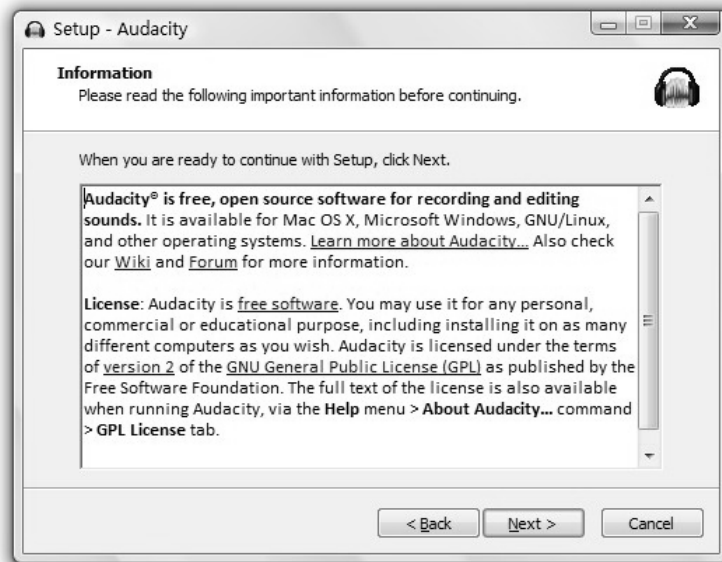 Setup - Audacity
Information
Please read the following important information before continuing.
When you are ready to continue with Setup, click Next.
Audacity® is free, open source software for recording and editing
sounds. It is available for Mac OS X, Microsoft Windows, GNU/Linux,
and other operating systems. Learn more about Audacity... Also check
our Wiki and Forum for more information.
License: Audacity is free software. You may use it for any personal,
commercial or educational purpose, including installing it on as many
different computers as you wish. Audacity is licensed under the terms
of version 2 of the GNU General Public License (GPL) as published by the
Free Software Foundation. The full text of the license is also available
when running Audacity, via the Help menu > About Audacity... command
> GPL License tab.
< Back Next > Cancel